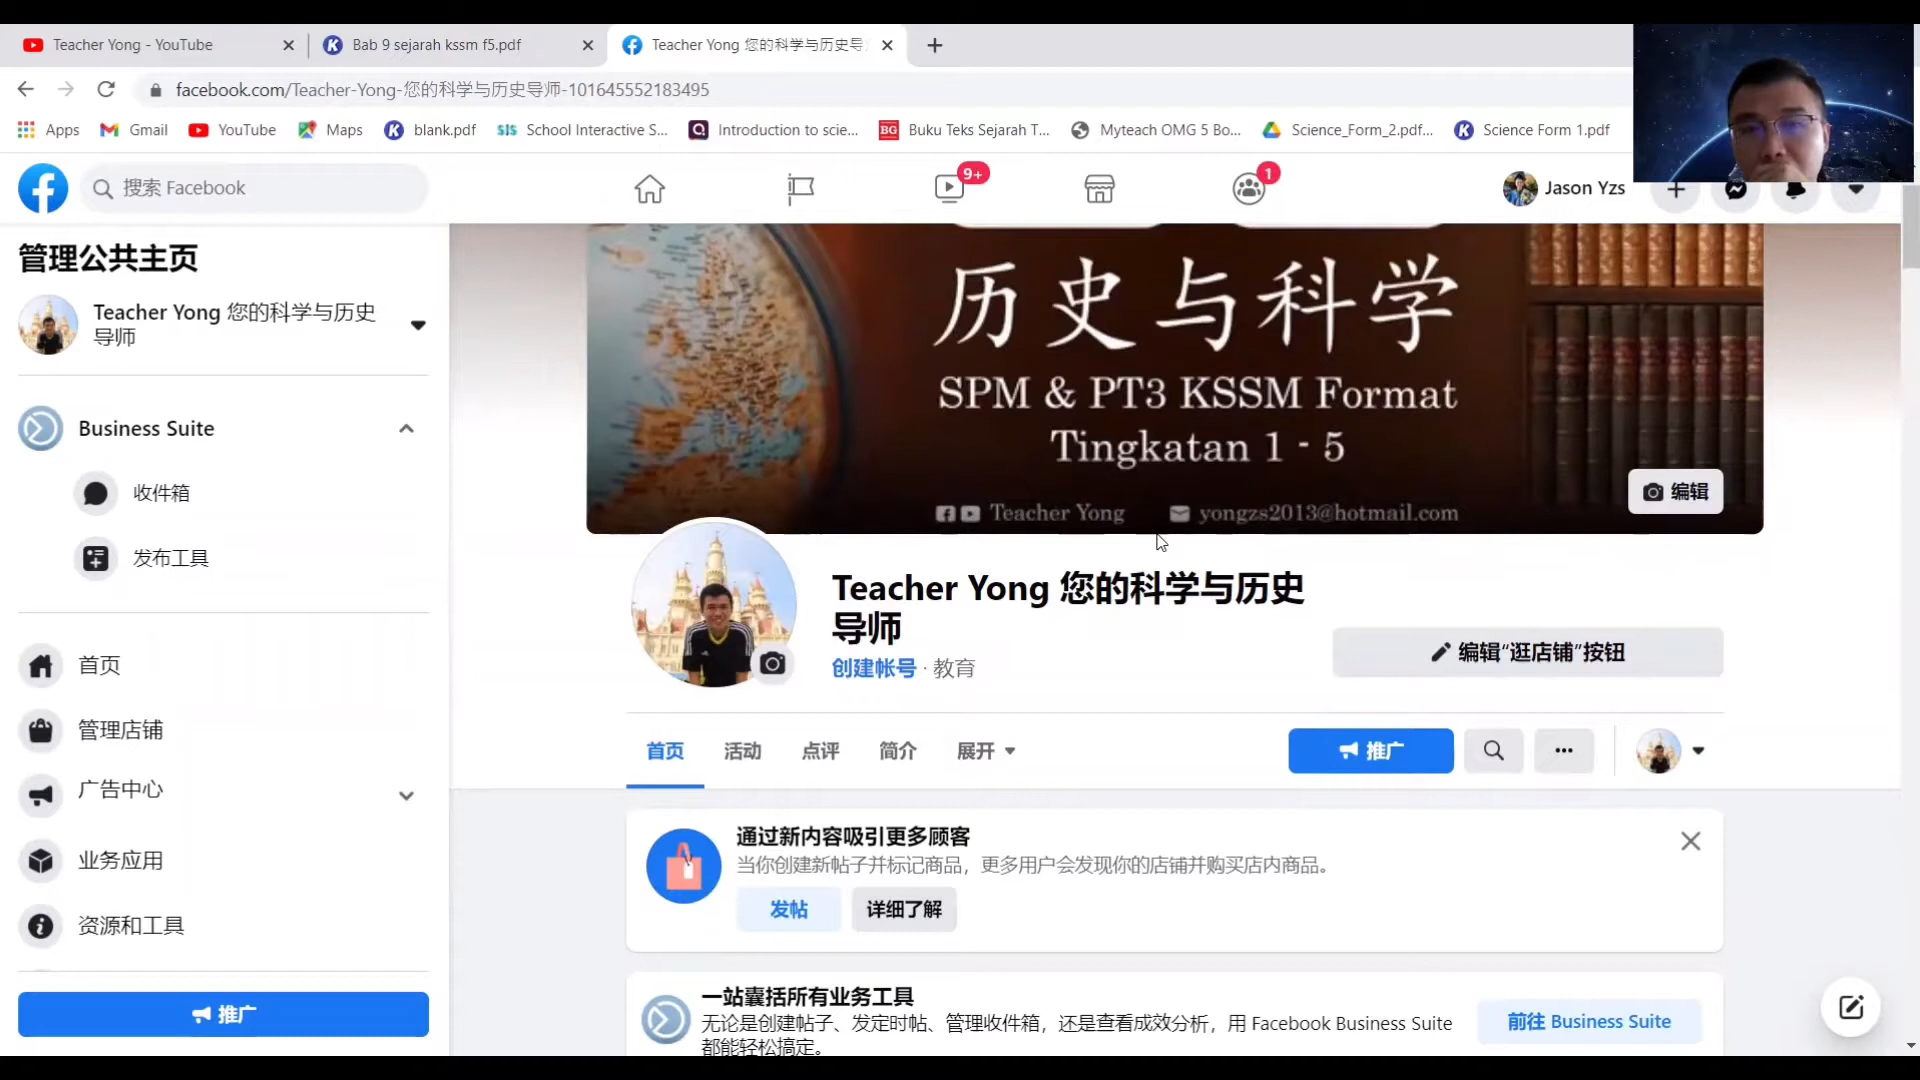 Teacher Yong - YouTube
Bab 9 sejarah kssm f5.pdf
Teacher Yong 您的科学与历史导
facebook.com/Teacher-Yong-您的科学与历史导师-101645552183495
Apps
Gmail
YouTube
Maps
blank.pdf
SIS School Interactive S...
Introduction to scie...
BG Buku Teks Sejarah T...
Myteach OMG 5 Bo...
Science_Form_2.pdf...
Science Form 1.pdf
搜索 Facebook
9+
1
Jason Yzs
管理公共主页
Teacher Yong 您的科学与历史
导师
Business Suite
收件箱
发布工具
首页
管理店铺
广告中心
业务应用
资源和工具
推广
历史与科学
SPM & PT3 KSSM Format
Tingkatan 1 - 5
Teacher Yong
yongzs2013@hotmail.com
编辑
Teacher Yong 您的科学与历史
导师
创建帐号 · 教育
编辑“逛店铺”按钮
首页
活动
点评
简介
展开
推广
通过新内容吸引更多顾客
当你创建新帖子并标记商品，更多用户会发现你的店铺并购买店内商品。
发帖
详细了解
一站囊括所有业务工具
无论是创建帖子、发定时帖、管理收件箱，还是查看成效分析，用 Facebook Business Suite
都能轻松搞定。
前往 Business Suite